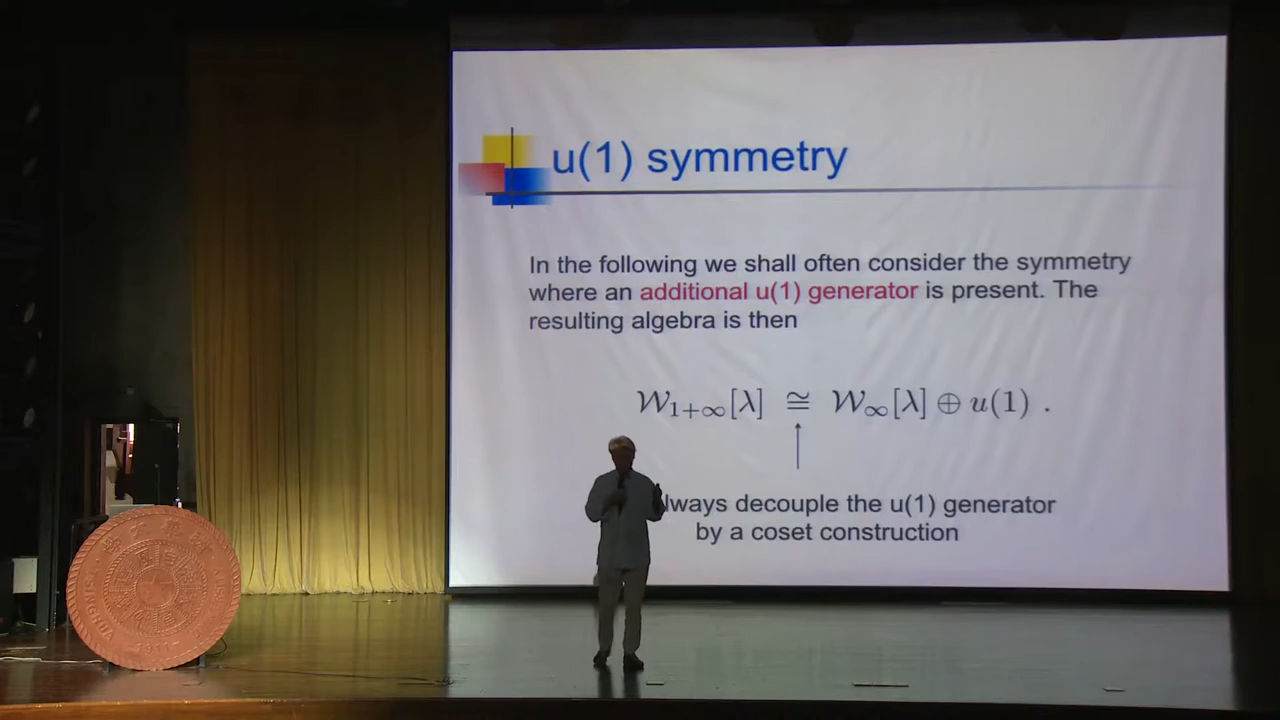 u(1) symmetry
In the following we shall often consider the symmetry
where an additional u(1) generator is present. The
resulting algebra is then
𝒲₁₊∞[λ] ≅ 𝒲∞[λ] ⊕ u(1) .
decouple the u(1) generator
by a coset construction
1911